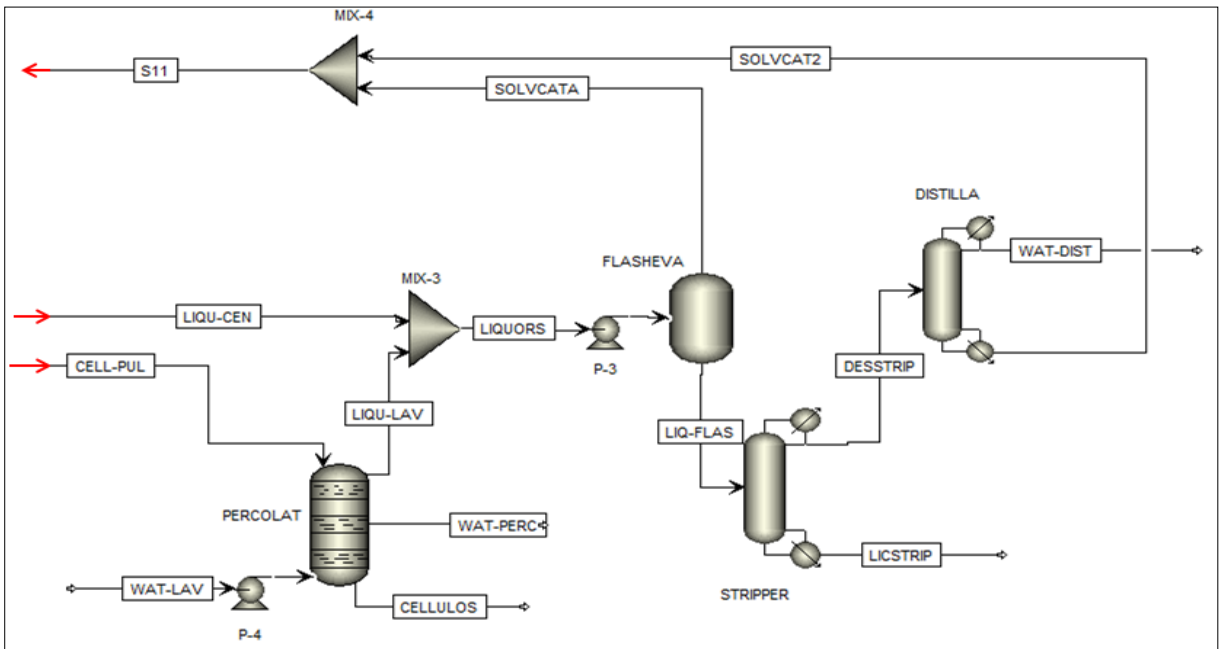 MIX-4
SOLVCAT2
S11
SOLVCATA
DISTILLA
WAT-DIST
FLASHEVA
MIX-3
LIQU-CEN
LIQUORS
CELL-PUL
P-3
DESSTRIP
LIQU-LAV
LIQ-FLAS
PERCOLAT
WAT-PERC
LICSTRIP
WAT-LAV
STRIPPER
CELLULOS
P-4